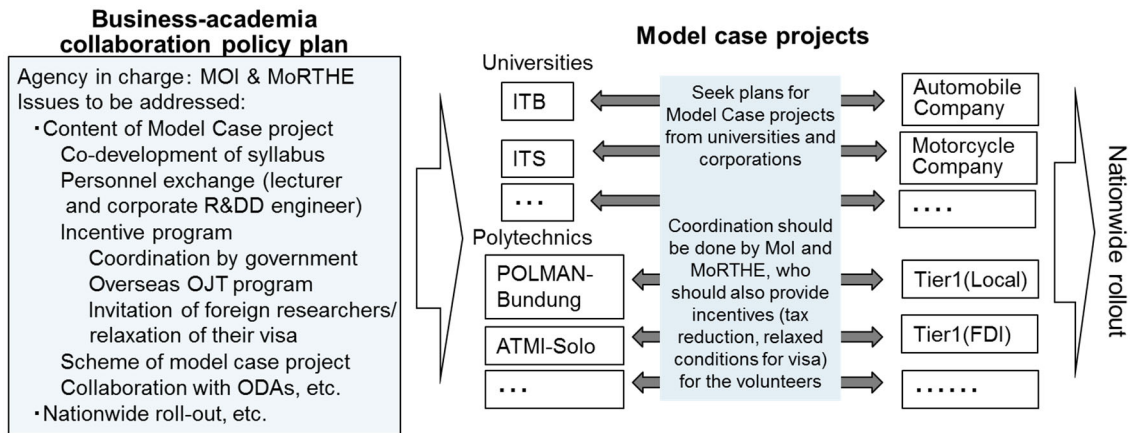 Business-academia
collaboration policy plan
Agency in charge: MOI & MoRTHE
Issues to be addressed:
・Content of Model Case project
Co-development of syllabus
Personnel exchange (lecturer
and corporate R&DD engineer)
Incentive program
Coordination by government
Overseas OJT program
Invitation of foreign researchers/
relaxation of their visa
Scheme of model case project
Collaboration with ODAs, etc.
・Nationwide roll-out, etc.
Model case projects
Universities
ITB
ITS
...
Polytechnics
POLMAN-
Bundung
ATMI-Solo
...
Seek plans for
Model Case projects
from universities and
corporations
Coordination should
be done by MoI and
MoRTHE, who
should also provide
incentives (tax
reduction, relaxed
conditions for visa)
for the volunteers
Automobile
Company
Motorcycle
Company
....
Tier1(Local)
Tier1(FDI)
......
Nationwide rollout